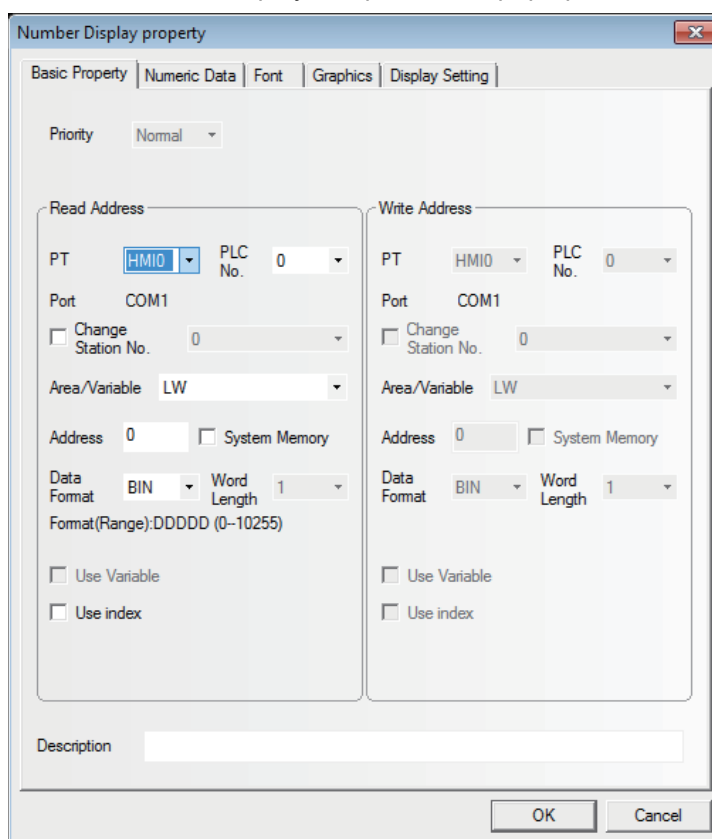 Number Display property
Basic Property Numeric Data Font Graphics Display Setting
Priority Normal
Read Address
PT HMI0 PLC No. 0
Port COM1
Change Station No. 0
Area/Variable LW
Address 0 System Memory
Data Format BIN Word Length 1
Format(Range):DDDDD (0--10255)
Use Variable
Use index
Write Address
PT HMI0 PLC No. 0
Port COM1
Change Station No. 0
Area/Variable LW
Address 0 System Memory
Data Format BIN Word Length 1
Use Variable
Use index
Description
OK Cancel